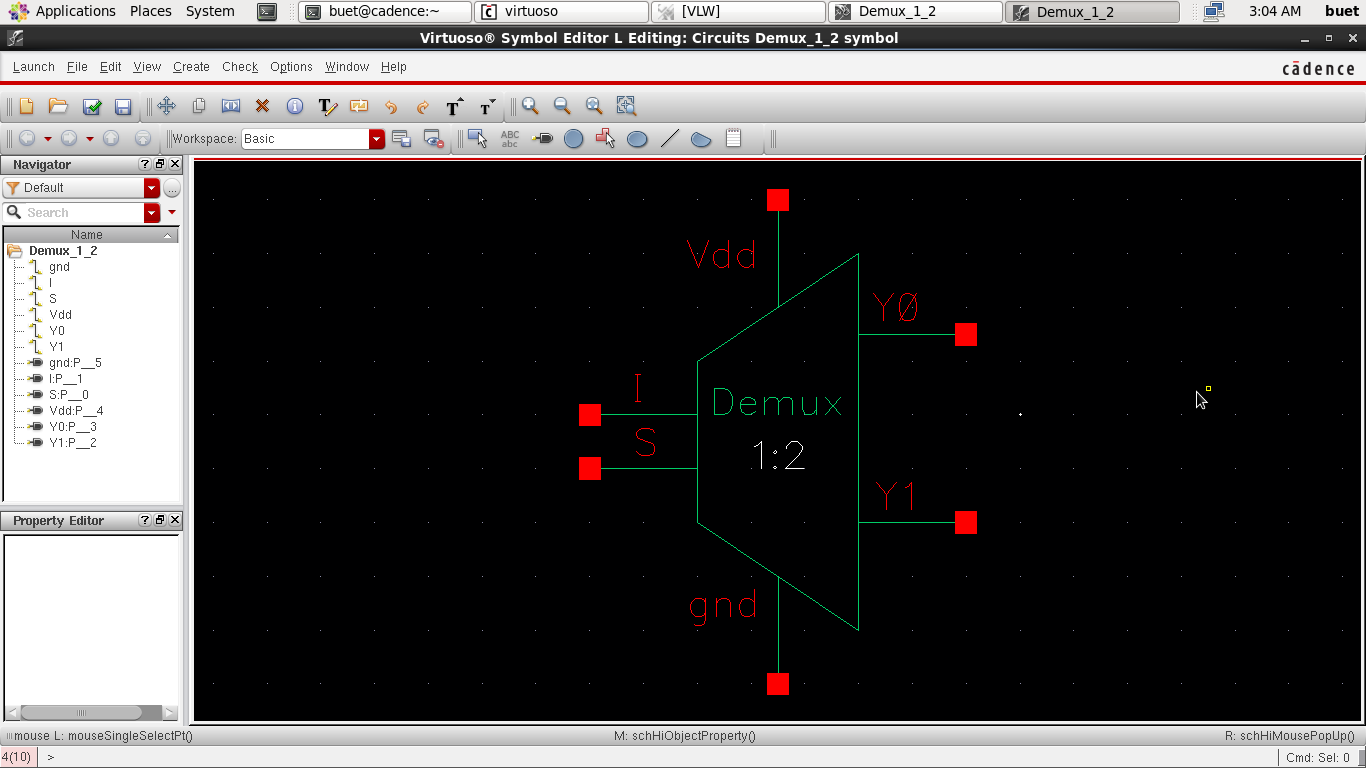 Applications Places System buet@cadence:~ virtuoso [VLW] Demux_1_2 Demux_1_2 3:04 AM buet
Virtuoso® Symbol Editor L Editing: Circuits Demux_1_2 symbol
Launch File Edit View Create Check Options Window Help cādence
Workspace: Basic ABC abc
Navigator
Default
Search
Name
Demux_1_2
gnd
I
S
Vdd
Y0
Y1
gnd:P__5
I:P__1
S:P__0
Vdd:P__4
Y0:P__3
Y1:P__2
Property Editor
Vdd
Y0
I
Demux
S
1:2
Y1
gnd
mouse L: mouseSingleSelectPt() M: schHiObjectProperty() R: schHiMousePopUp()
4(10) > Cmd: Sel: 0